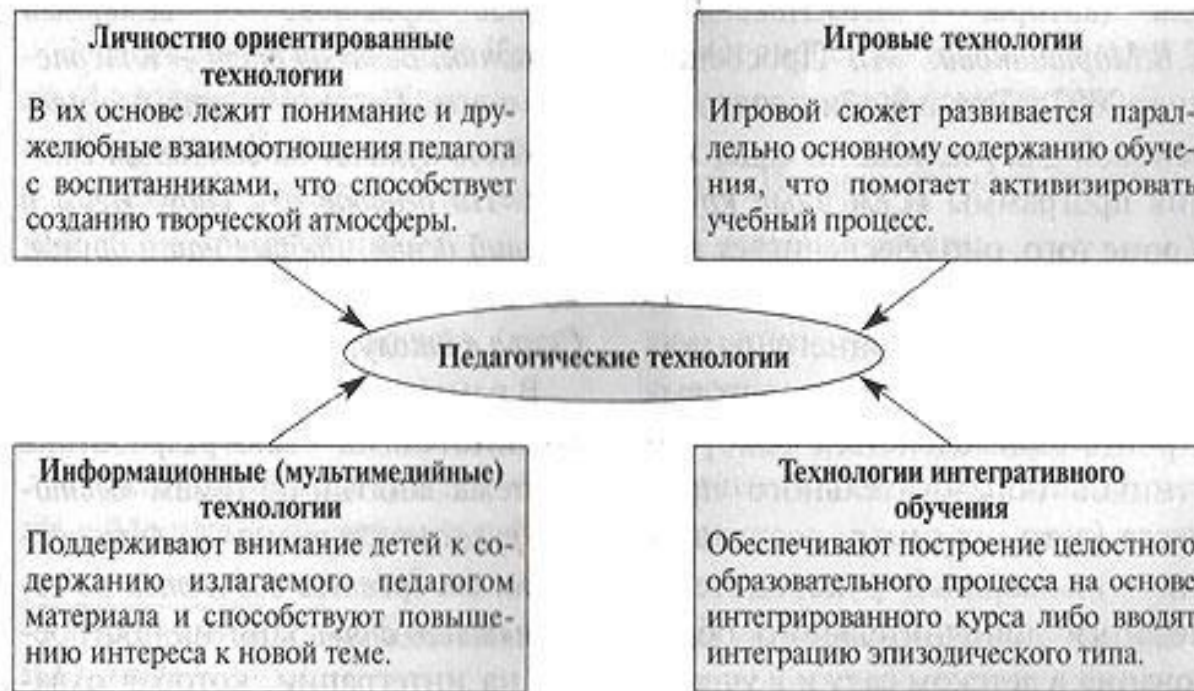 Личностно ориентированные
технологии
В их основе лежит понимание и дру-
желюбные взаимоотношения педагога
с воспитанниками, что способствует
созданию творческой атмосферы.
Игровые технологии
Игровой сюжет развивается парал-
лельно основному содержанию обуче-
ния, что помогает активизировать
учебный процесс.
Педагогические технологии
Информационные (мультимедийные)
технологии
Поддерживают внимание детей к со-
держанию излагаемого педагогом
материала и способствуют повыше-
нию интереса к новой теме.
Технологии интегративного
обучения
Обеспечивают построение целостного
образовательного процесса на основе
интегрированного курса либо вводят
интеграцию эпизодического типа.